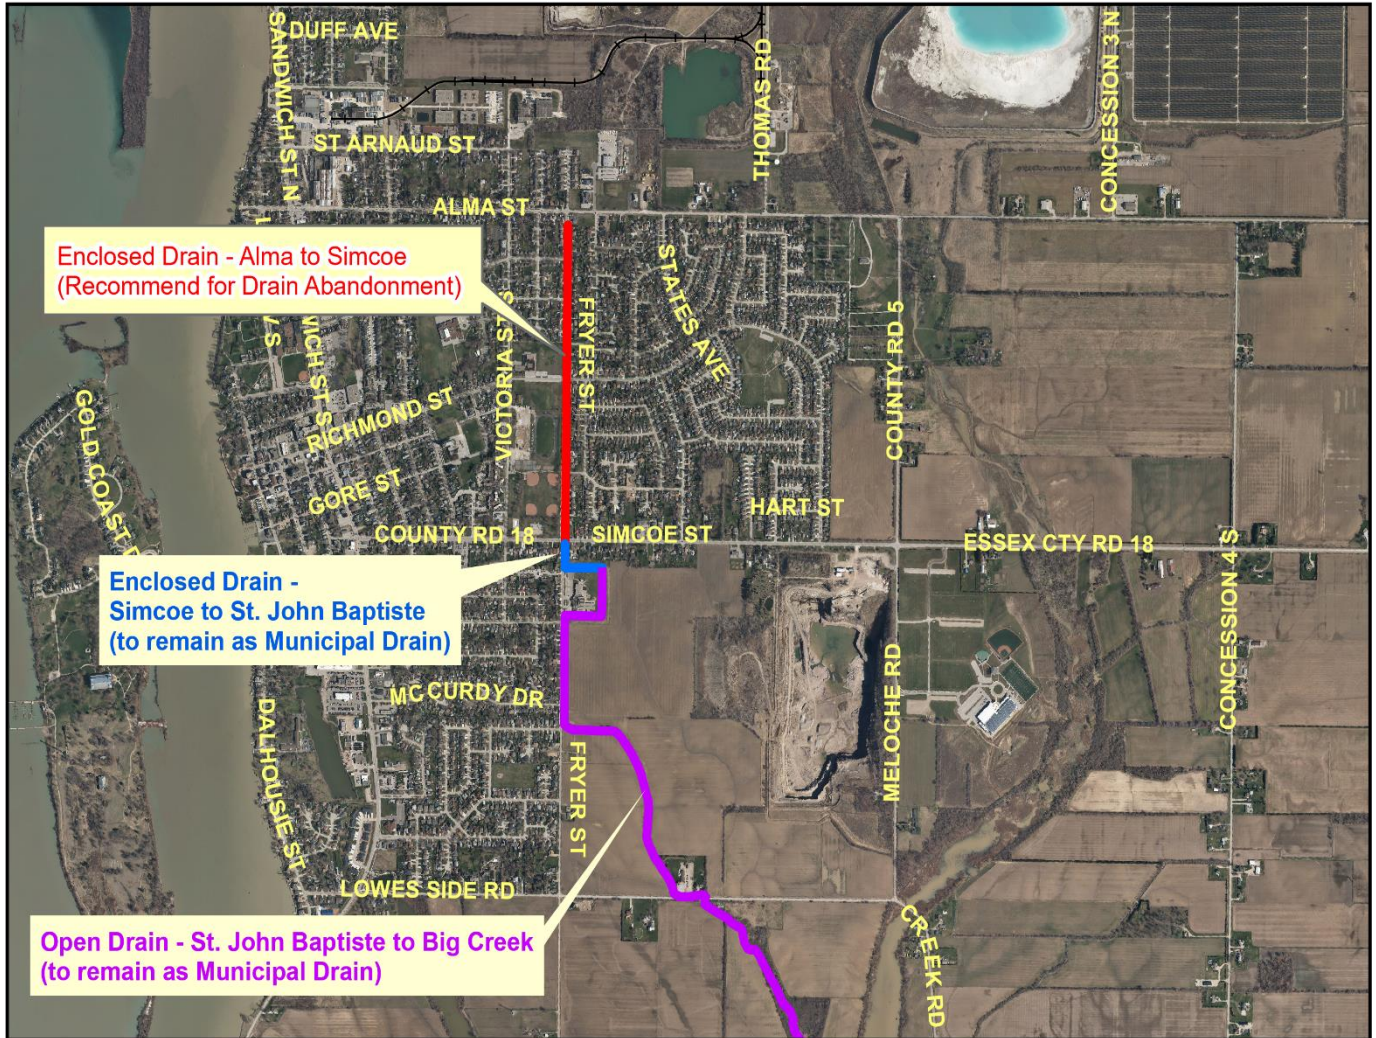 DUFF AVE
SANDWICH ST N
THOMAS RD
CONCESSION 3 N
ST ARNAUD ST
ALMA ST
Enclosed Drain - Alma to Simcoe
(Recommend for Drain Abandonment)
STATES AVE
FRYER ST
VICTORIA ST S
COUNTY RD 5
RICHMOND ST
GORE ST
GOLD COAST
HART ST
COUNTY RD 18
SIMCOE ST
ESSEX CTY RD 18
CONCESSION 4 S
Enclosed Drain -
Simcoe to St. John Baptiste
(to remain as Municipal Drain)
MC CURDY DR
MELOCHE RD
DALHOUSIE ST
FRYER ST
LOWES SIDE RD
CREEK RD
Open Drain - St. John Baptiste to Big Creek
(to remain as Municipal Drain)